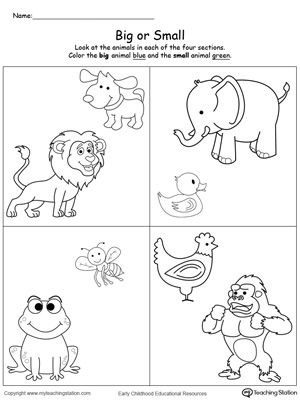 Name:
Big or Small
Look at the animals in each of the four sections.
Color the big animal blue and the small animal green.
Copyright © www.myteachingstation.com
Early Childhood Educational Resources
MyTeachingStation